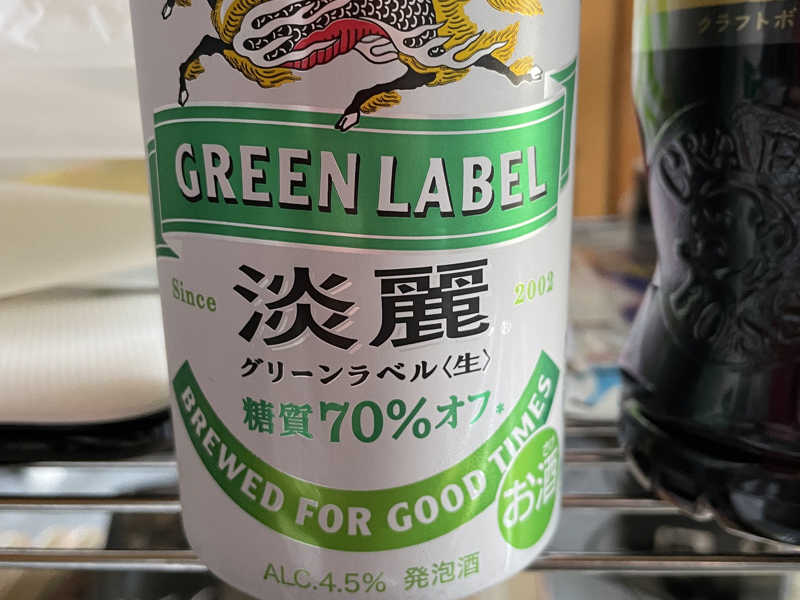 クラフトボ
GREEN LABEL
Since 2002
淡麗
グリーンラベル〈生〉
糖質70%オフ*
BREWED FOR GOOD TIMES
お酒
ALC.4.5% 発泡酒